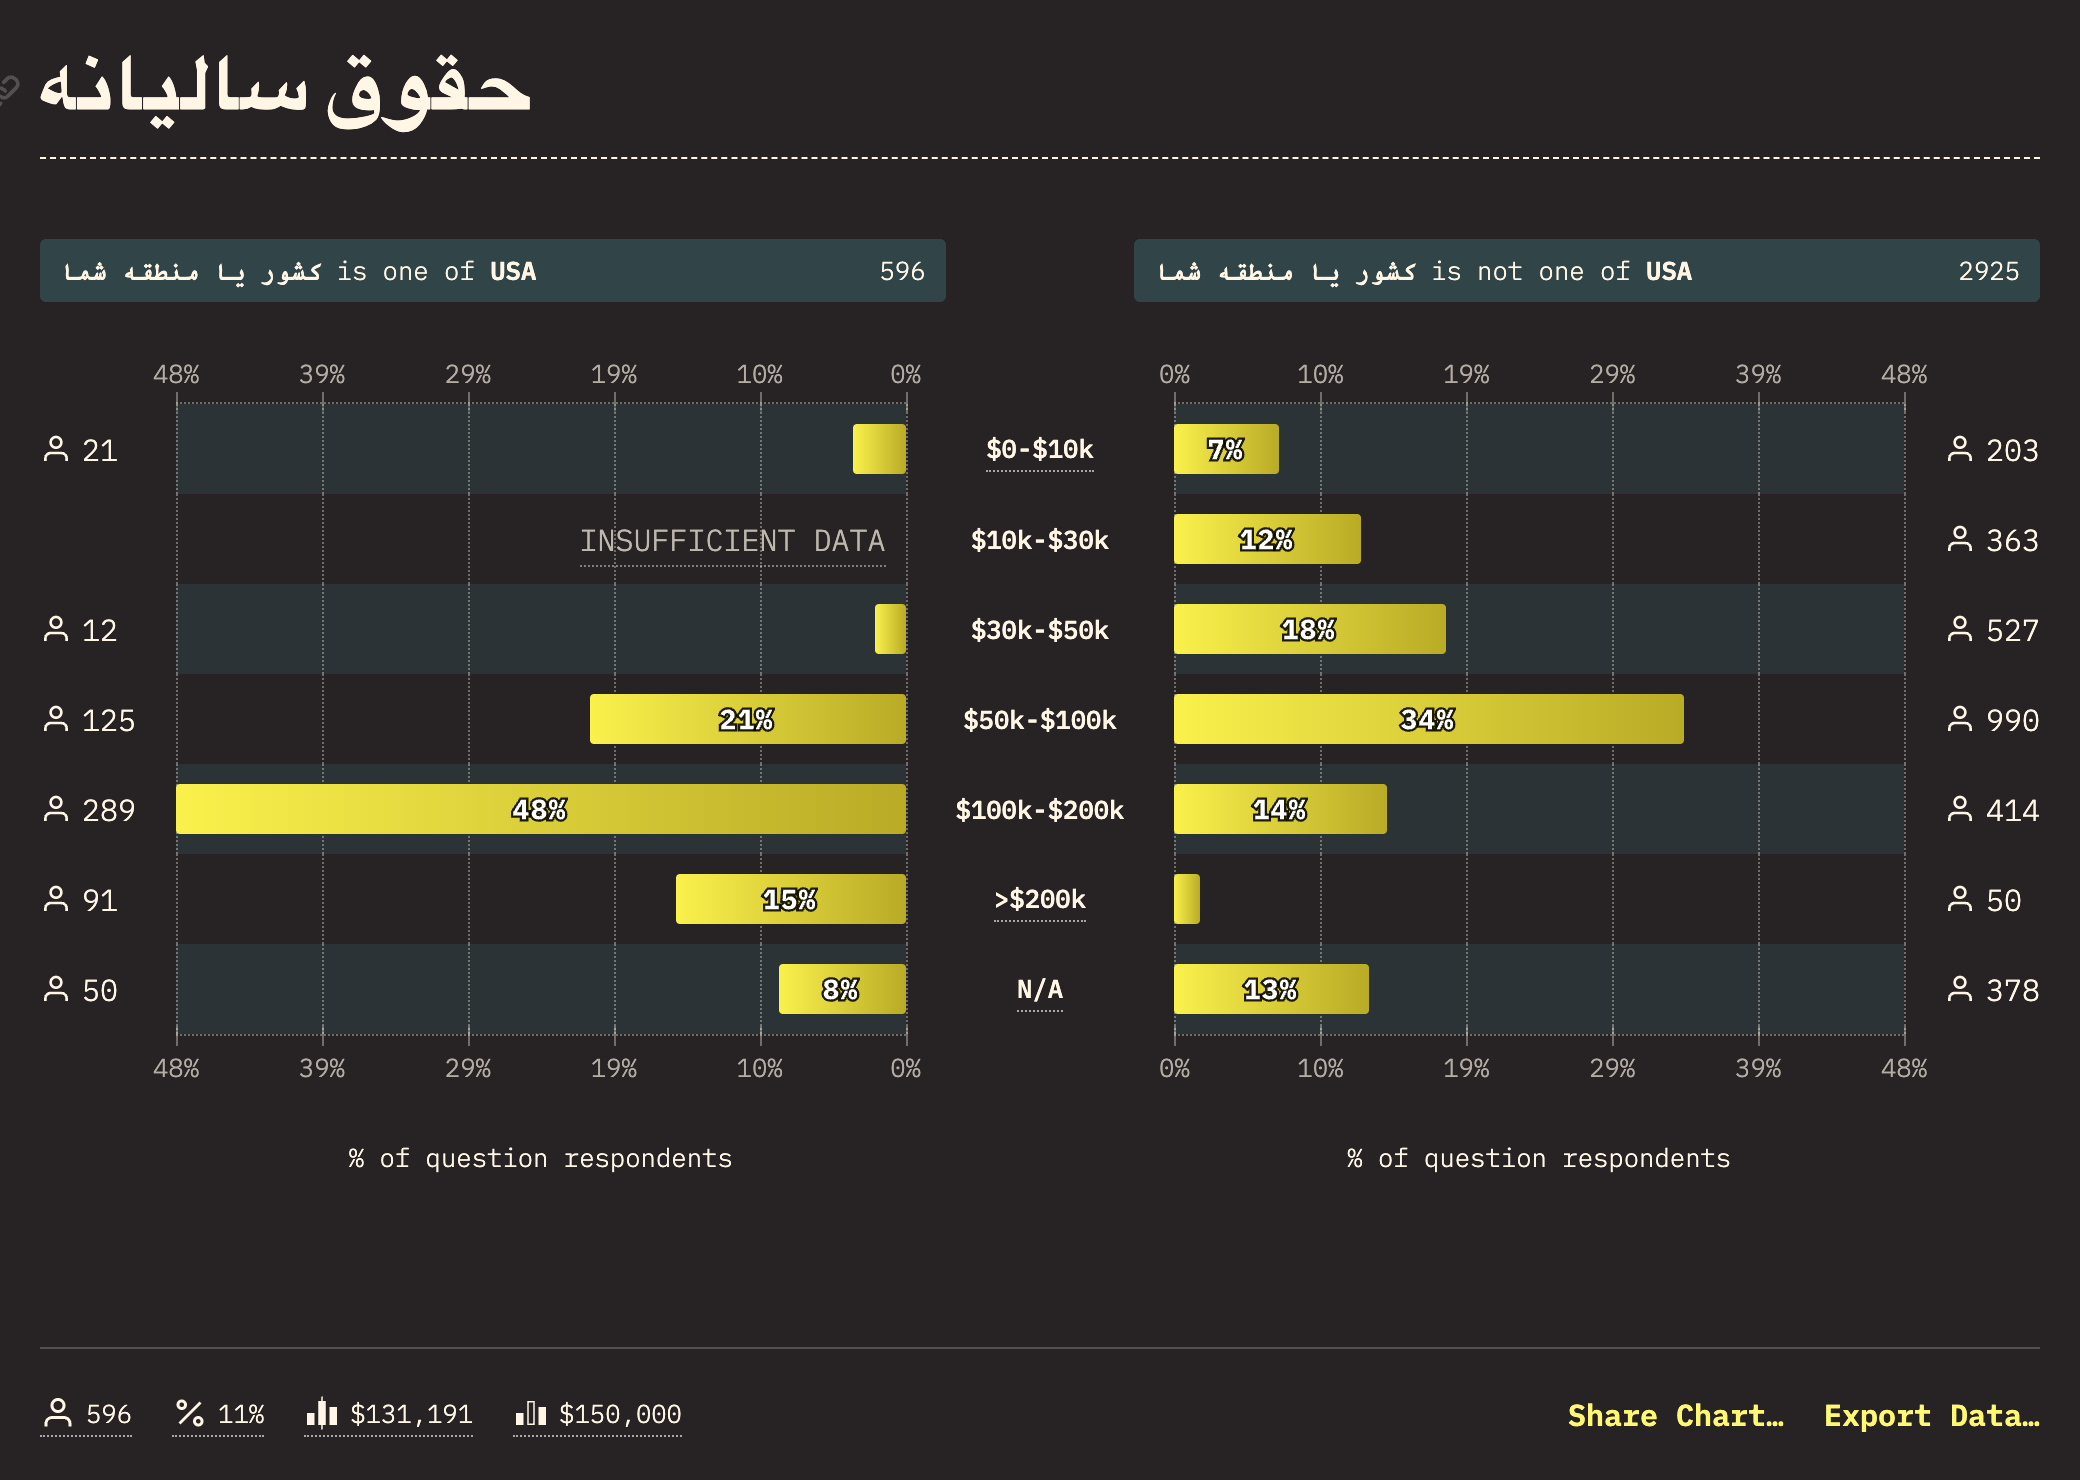 حقوق سالیانه
کشور یا منطقه شما is one of USA 596
کشور یا منطقه شما is not one of USA 2925
48% 39% 29% 19% 10% 0% 0% 10% 19% 29% 39% 48%
21 $0-$10k 7% 203
INSUFFICIENT DATA $10k-$30k 12% 363
12 $30k-$50k 18% 527
125 21% $50k-$100k 34% 990
289 48% $100k-$200k 14% 414
91 15% >$200k 50
50 8% N/A 13% 378
48% 39% 29% 19% 10% 0% 0% 10% 19% 29% 39% 48%
% of question respondents % of question respondents
596 11% $131,191 $150,000 Share Chart… Export Data…